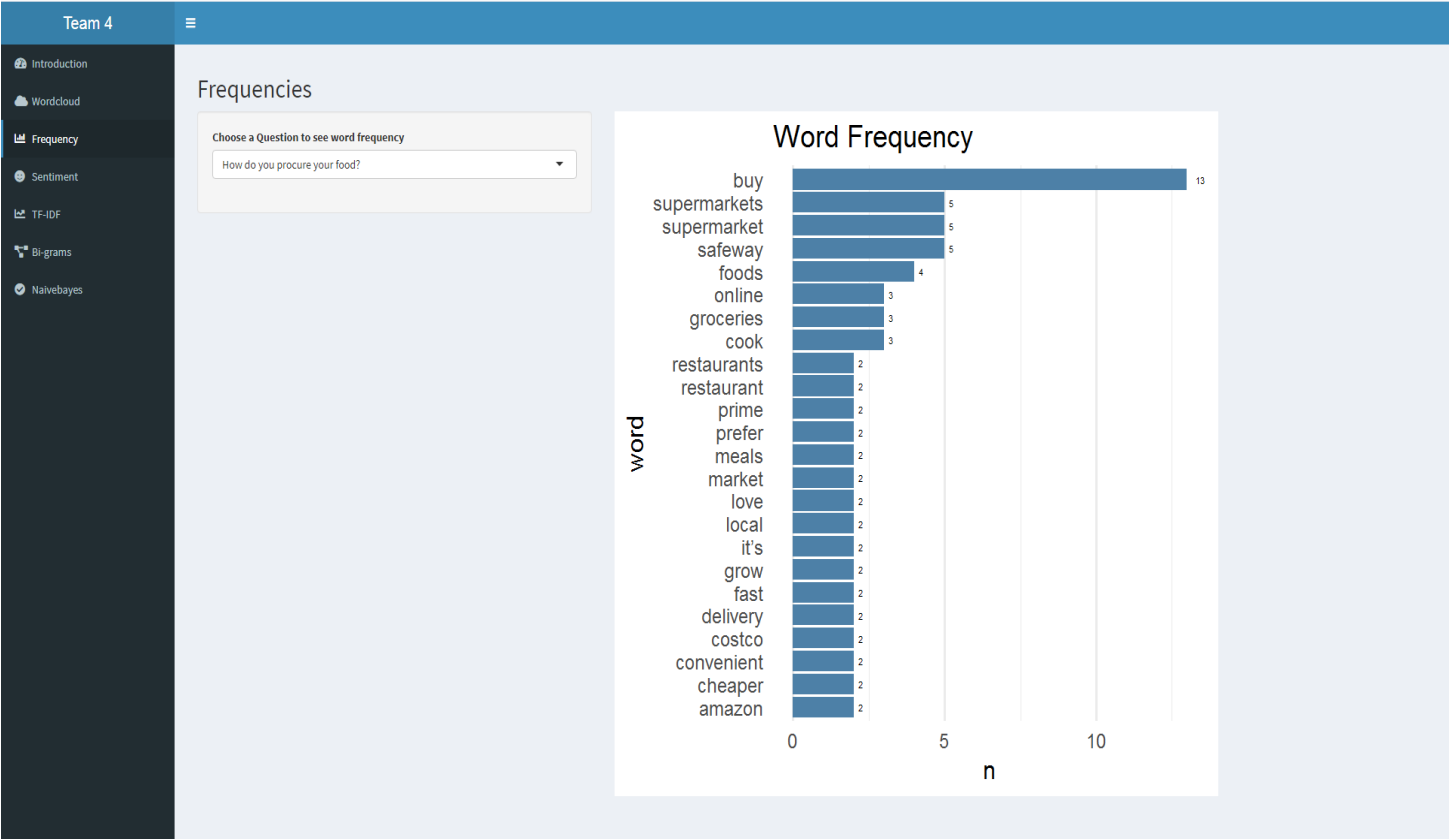 Team 4
Introduction
Wordcloud
Frequency
Sentiment
TF-IDF
Bi-grams
Naivebayes
Frequencies
Choose a Question to see word frequency
How do you procure your food?
Word Frequency
word
buy 13
supermarkets 5
supermarket 5
safeway 5
foods 4
online 3
groceries 3
cook 3
restaurants 2
restaurant 2
prime 2
prefer 2
meals 2
market 2
love 2
local 2
it’s 2
grow 2
fast 2
delivery 2
costco 2
convenient 2
cheaper 2
amazon 2
0 5 10
n